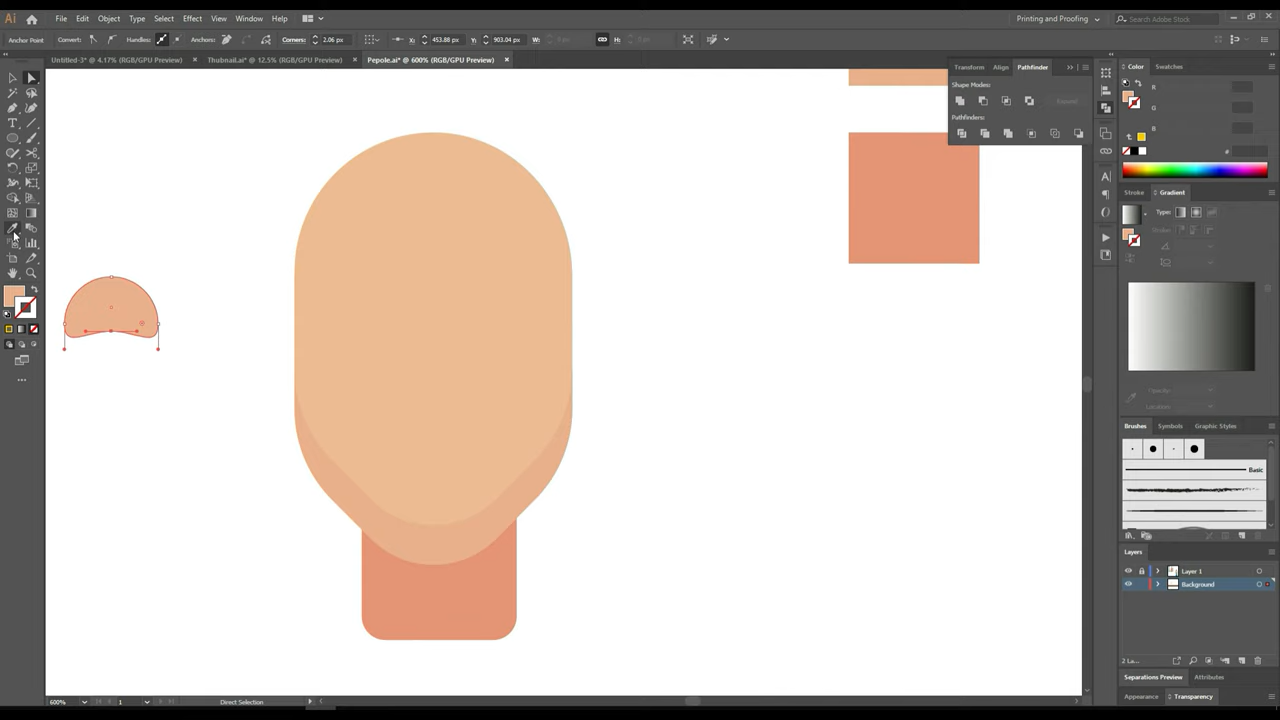 Ai File Edit Object Type Select Effect View Window Help Printing and Proofing Search Adobe Stock
Anchor Point Convert: Handles: Anchors: Corners: 2.06 px X: 453.88 px Y: 903.04 px W: H:
Untitled-3* @ 4.17% (RGB/GPU Preview) × Thubnail.ai* @ 12.5% (RGB/GPU Preview) × Pepole.ai* @ 600% (RGB/GPU Preview) ×
Transform Align Pathfinder
Shape Modes:
Expand
Pathfinders:
Color Swatches
R
G
B
#
Stroke Gradient
Type:
Stroke:
Opacity:
Location:
Brushes Symbols Graphic Styles
Basic
Layers
Layer 1
Background
2 La...
Separations Preview Attributes
Appearance Transparency
600% 1 Direct Selection